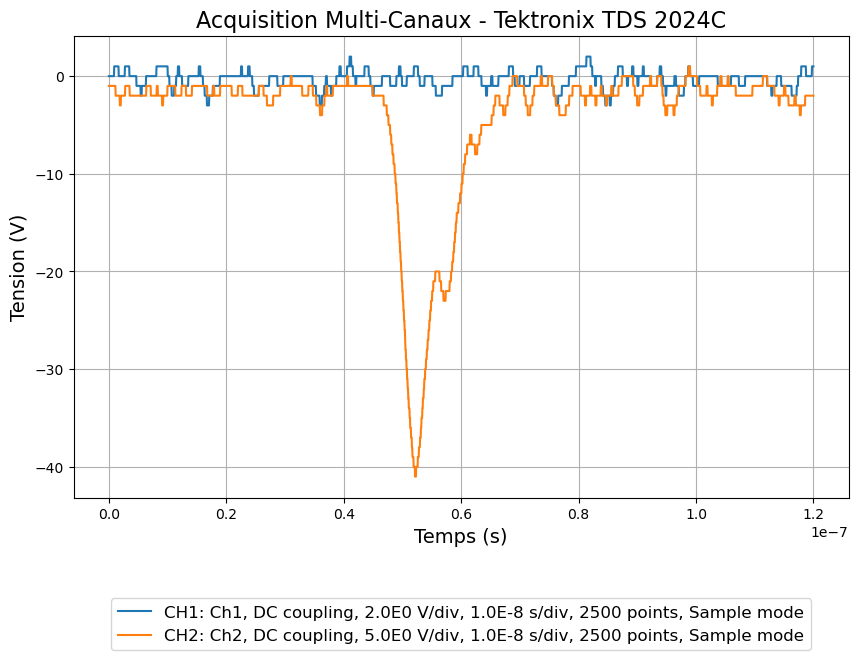 Acquisition Multi-Canaux - Tektronix TDS 2024C
Tension (V)
0
−10
−20
−30
−40
0.0 0.2 0.4 0.6 0.8 1.0 1.2
1e−7
Temps (s)
CH1: Ch1, DC coupling, 2.0E0 V/div, 1.0E-8 s/div, 2500 points, Sample mode
CH2: Ch2, DC coupling, 5.0E0 V/div, 1.0E-8 s/div, 2500 points, Sample mode